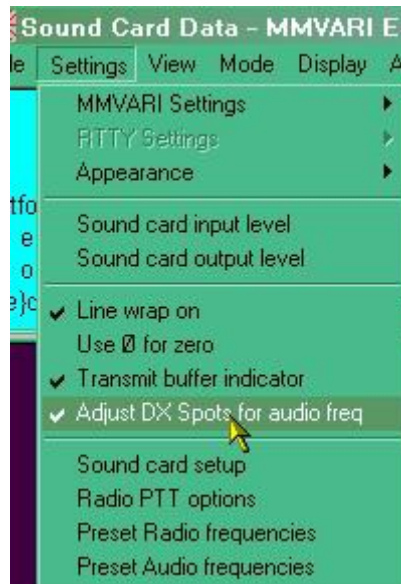 Sound Card Data - MMVARI E
le Settings View Mode Display A
MMVARI Settings
RTTY Settings
Appearance
tfo
e
Sound card input level
o
Sound card output level
e}c
Line wrap on
Use Ø for zero
Transmit buffer indicator
Adjust DX Spots for audio freq
Sound card setup
Radio PTT options
Preset Radio frequencies
Preset Audio frequencies